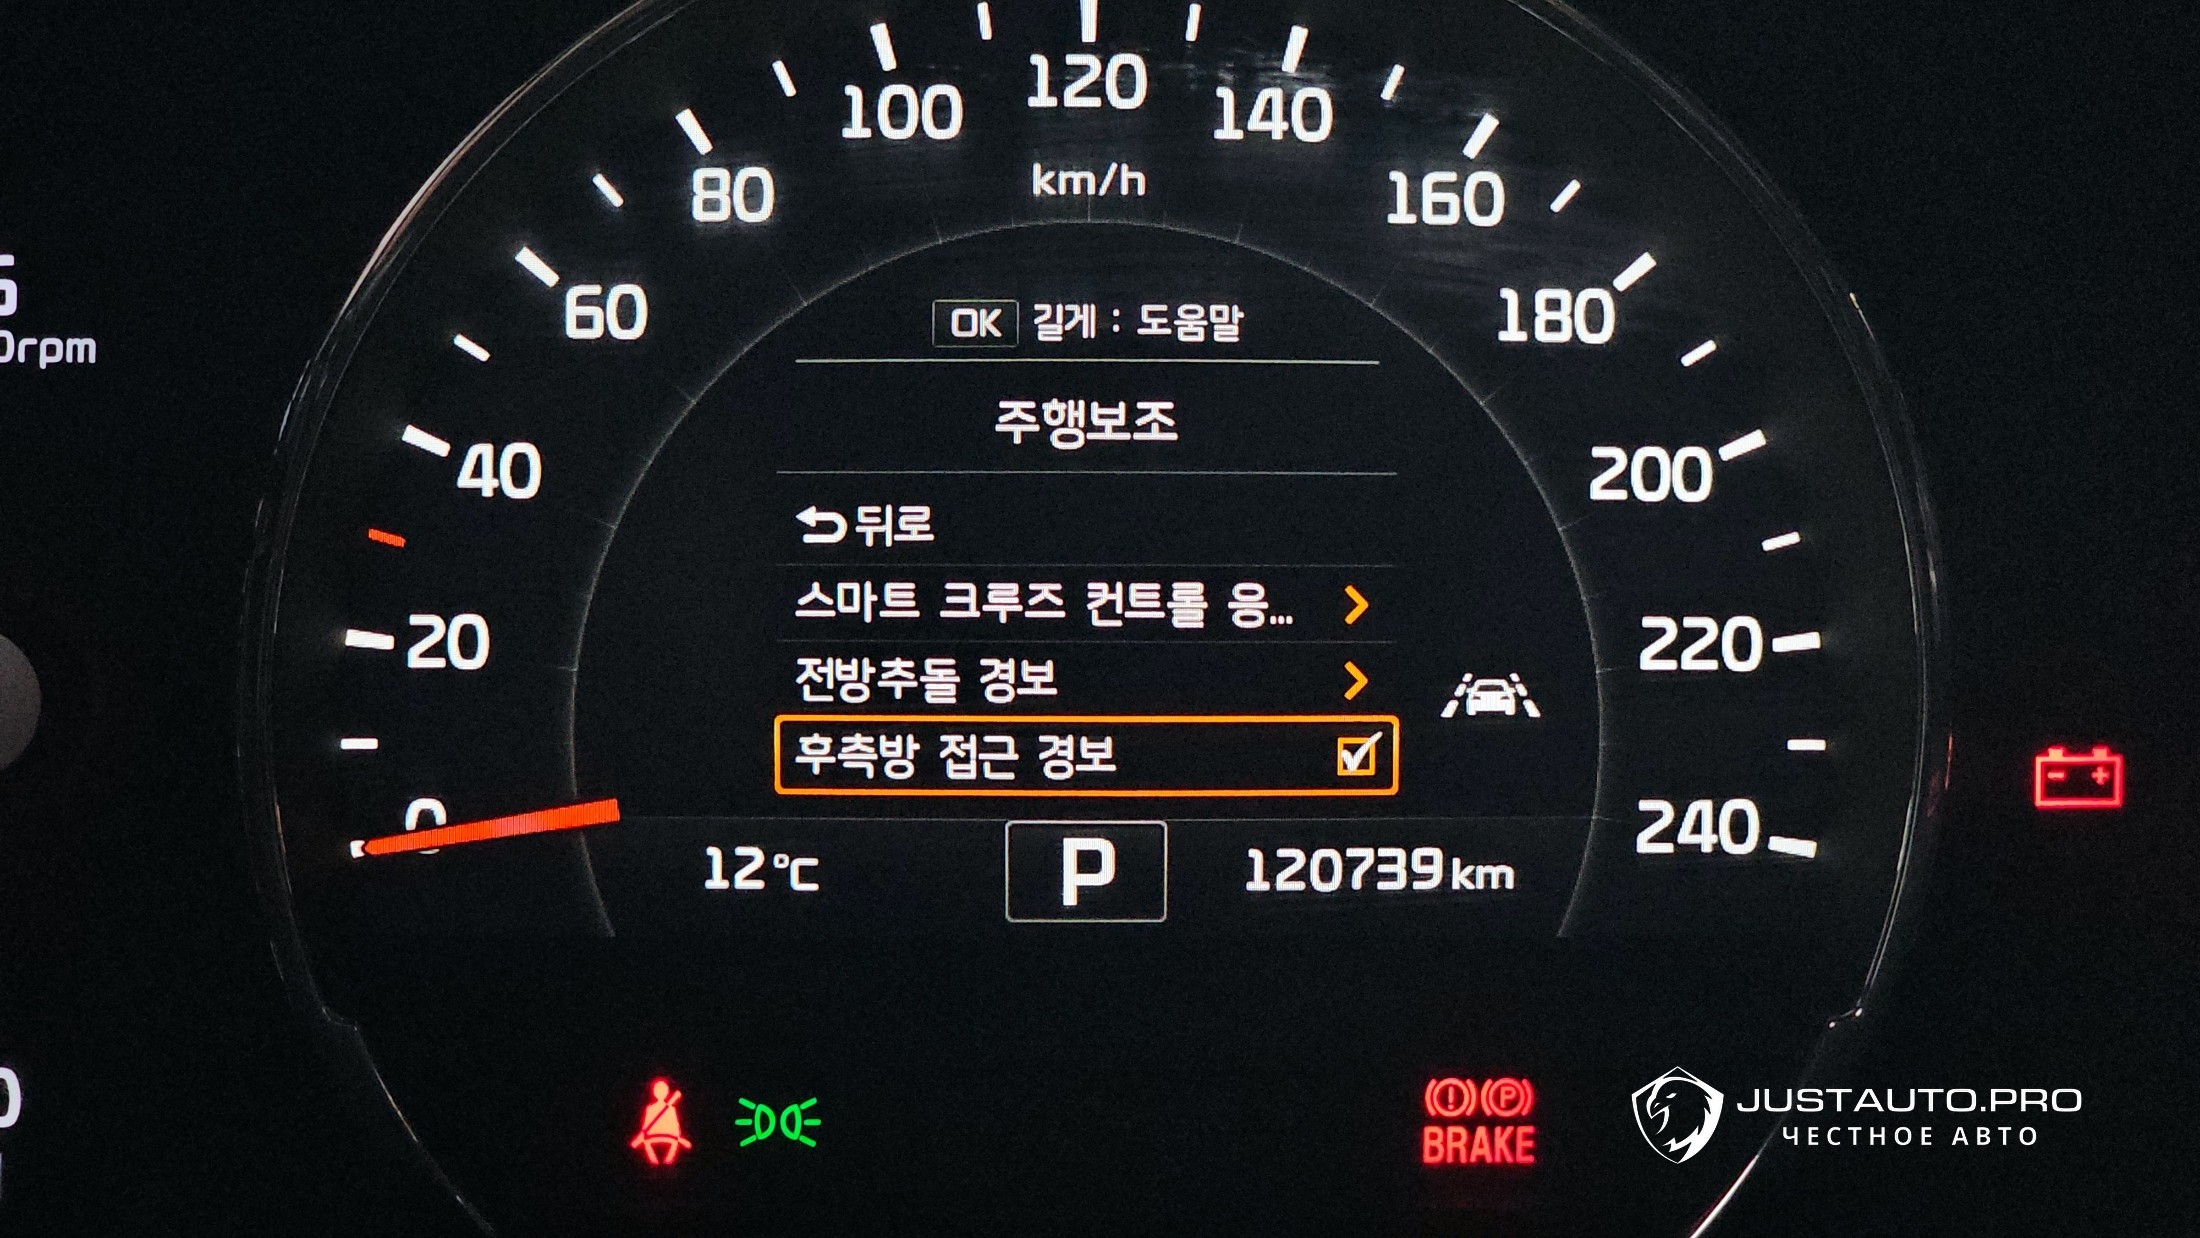 120
100
140
80
km/h
160
60
OK 길게 : 도움말
180
rpm
주행보조
40
200
뒤로
스마트 크루즈 컨트롤 응...
20
전방추돌 경보
220
후측방 접근 경보
0
240
12°C
P
120739 km
BRAKE
JUSTAUTO.PRO
ЧЕСТНОЕ АВТО